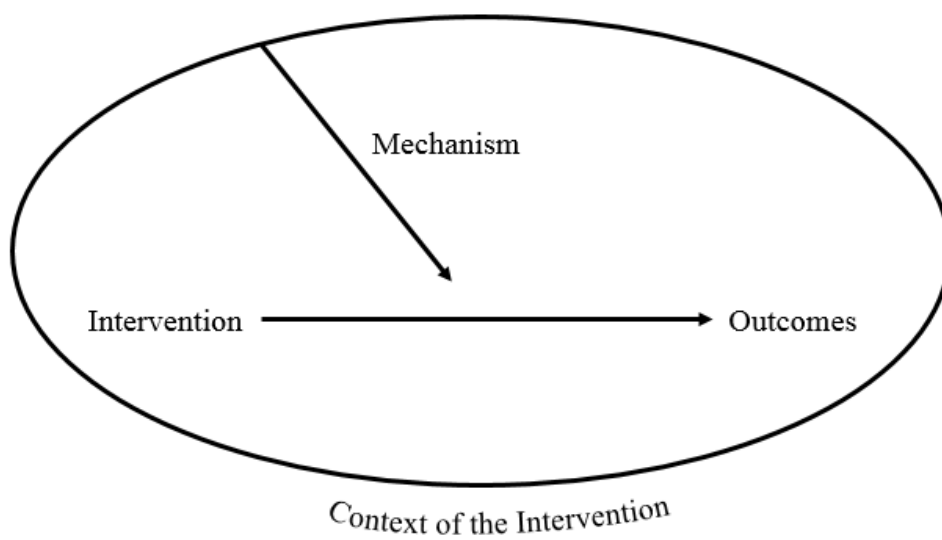 Mechanism
Intervention
Outcomes
Context of the Intervention